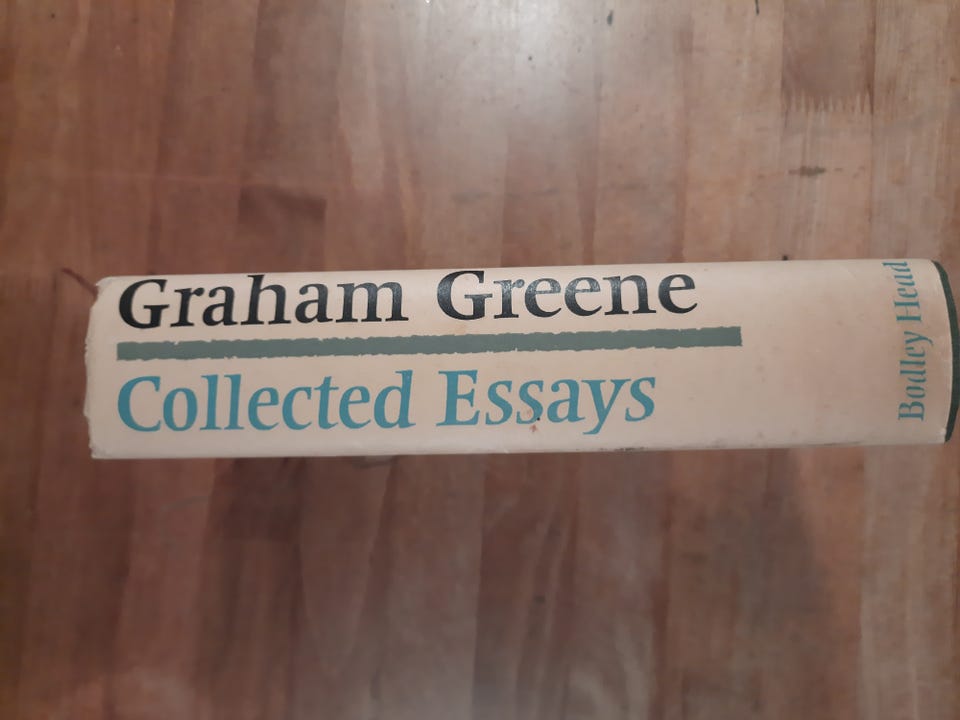 Graham Greene
Collected Essays
Bodley Head